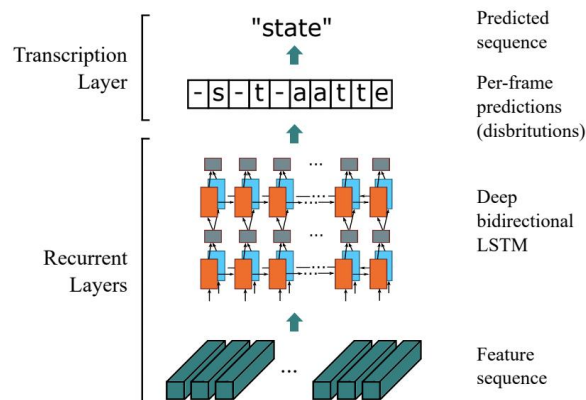 "state"
Predicted
sequence
Transcription
Layer
-s-t-aatte
Per-frame
predictions
(disbritutions)
...
...
Deep
bidirectional
LSTM
...
...
Recurrent
Layers
...
Feature
sequence